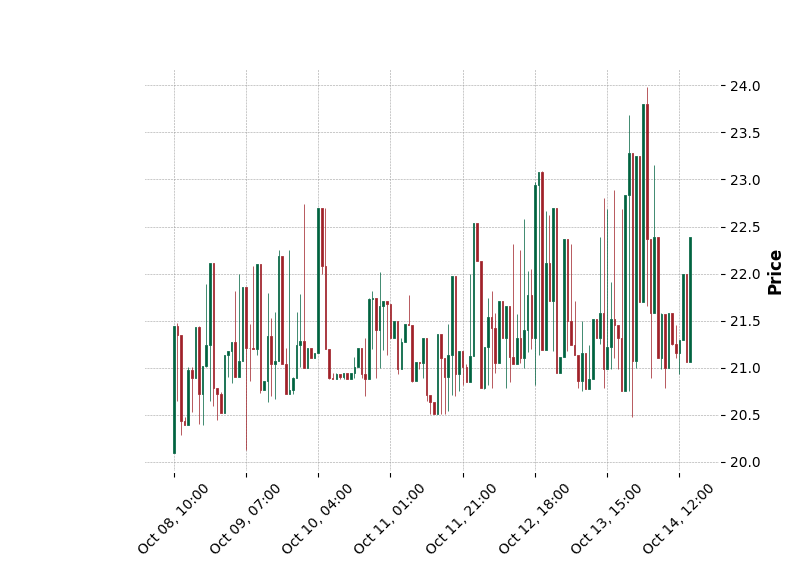 24.0
23.5
23.0
22.5
22.0
21.5
21.0
20.5
20.0
Price
Oct 08, 10:00
Oct 09, 07:00
Oct 10, 04:00
Oct 11, 01:00
Oct 11, 21:00
Oct 12, 18:00
Oct 13, 15:00
Oct 14, 12:00